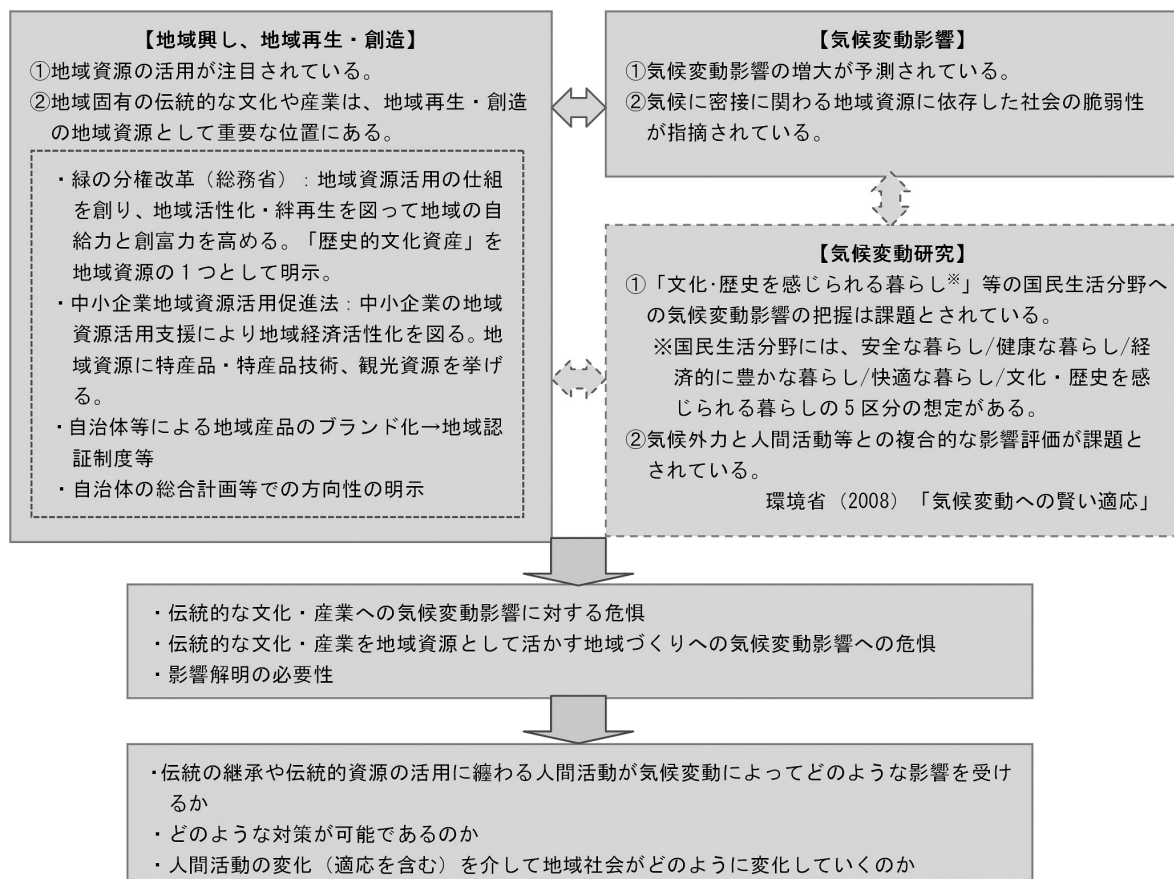 【地域興し、地域再生・創造】
①地域資源の活用が注目されている。
②地域固有の伝統的な文化や産業は、地域再生・創造
の地域資源として重要な位置にある。
・緑の分権改革（総務省）：地域資源活用の仕組
を創り、地域活性化・絆再生を図って地域の自
給力と創富力を高める。「歴史的文化資産」を
地域資源の１つとして明示。
・中小企業地域資源活用促進法：中小企業の地域
資源活用支援により地域経済活性化を図る。地
域資源に特産品・特産品技術、観光資源を挙げ
る。
・自治体等による地域産品のブランド化→地域認
証制度等
・自治体の総合計画等での方向性の明示
【気候変動影響】
①気候変動影響の増大が予測されている。
②気候に密接に関わる地域資源に依存した社会の脆弱性
が指摘されている。
【気候変動研究】
①「文化・歴史を感じられる暮らし※」等の国民生活分野へ
の気候変動影響の把握は課題とされている。
※国民生活分野には、安全な暮らし/健康な暮らし/経
済的に豊かな暮らし/快適な暮らし/文化・歴史を感
じられる暮らしの５区分の想定がある。
②気候外力と人間活動等との複合的な影響評価が課題と
されている。
環境省（2008）「気候変動への賢い適応」
・伝統的な文化・産業への気候変動影響に対する危惧
・伝統的な文化・産業を地域資源として活かす地域づくりへの気候変動影響への危惧
・影響解明の必要性
・伝統の継承や伝統的資源の活用に纏わる人間活動が気候変動によってどのような影響を受け
るか
・どのような対策が可能であるのか
・人間活動の変化（適応を含む）を介して地域社会がどのように変化していくのか